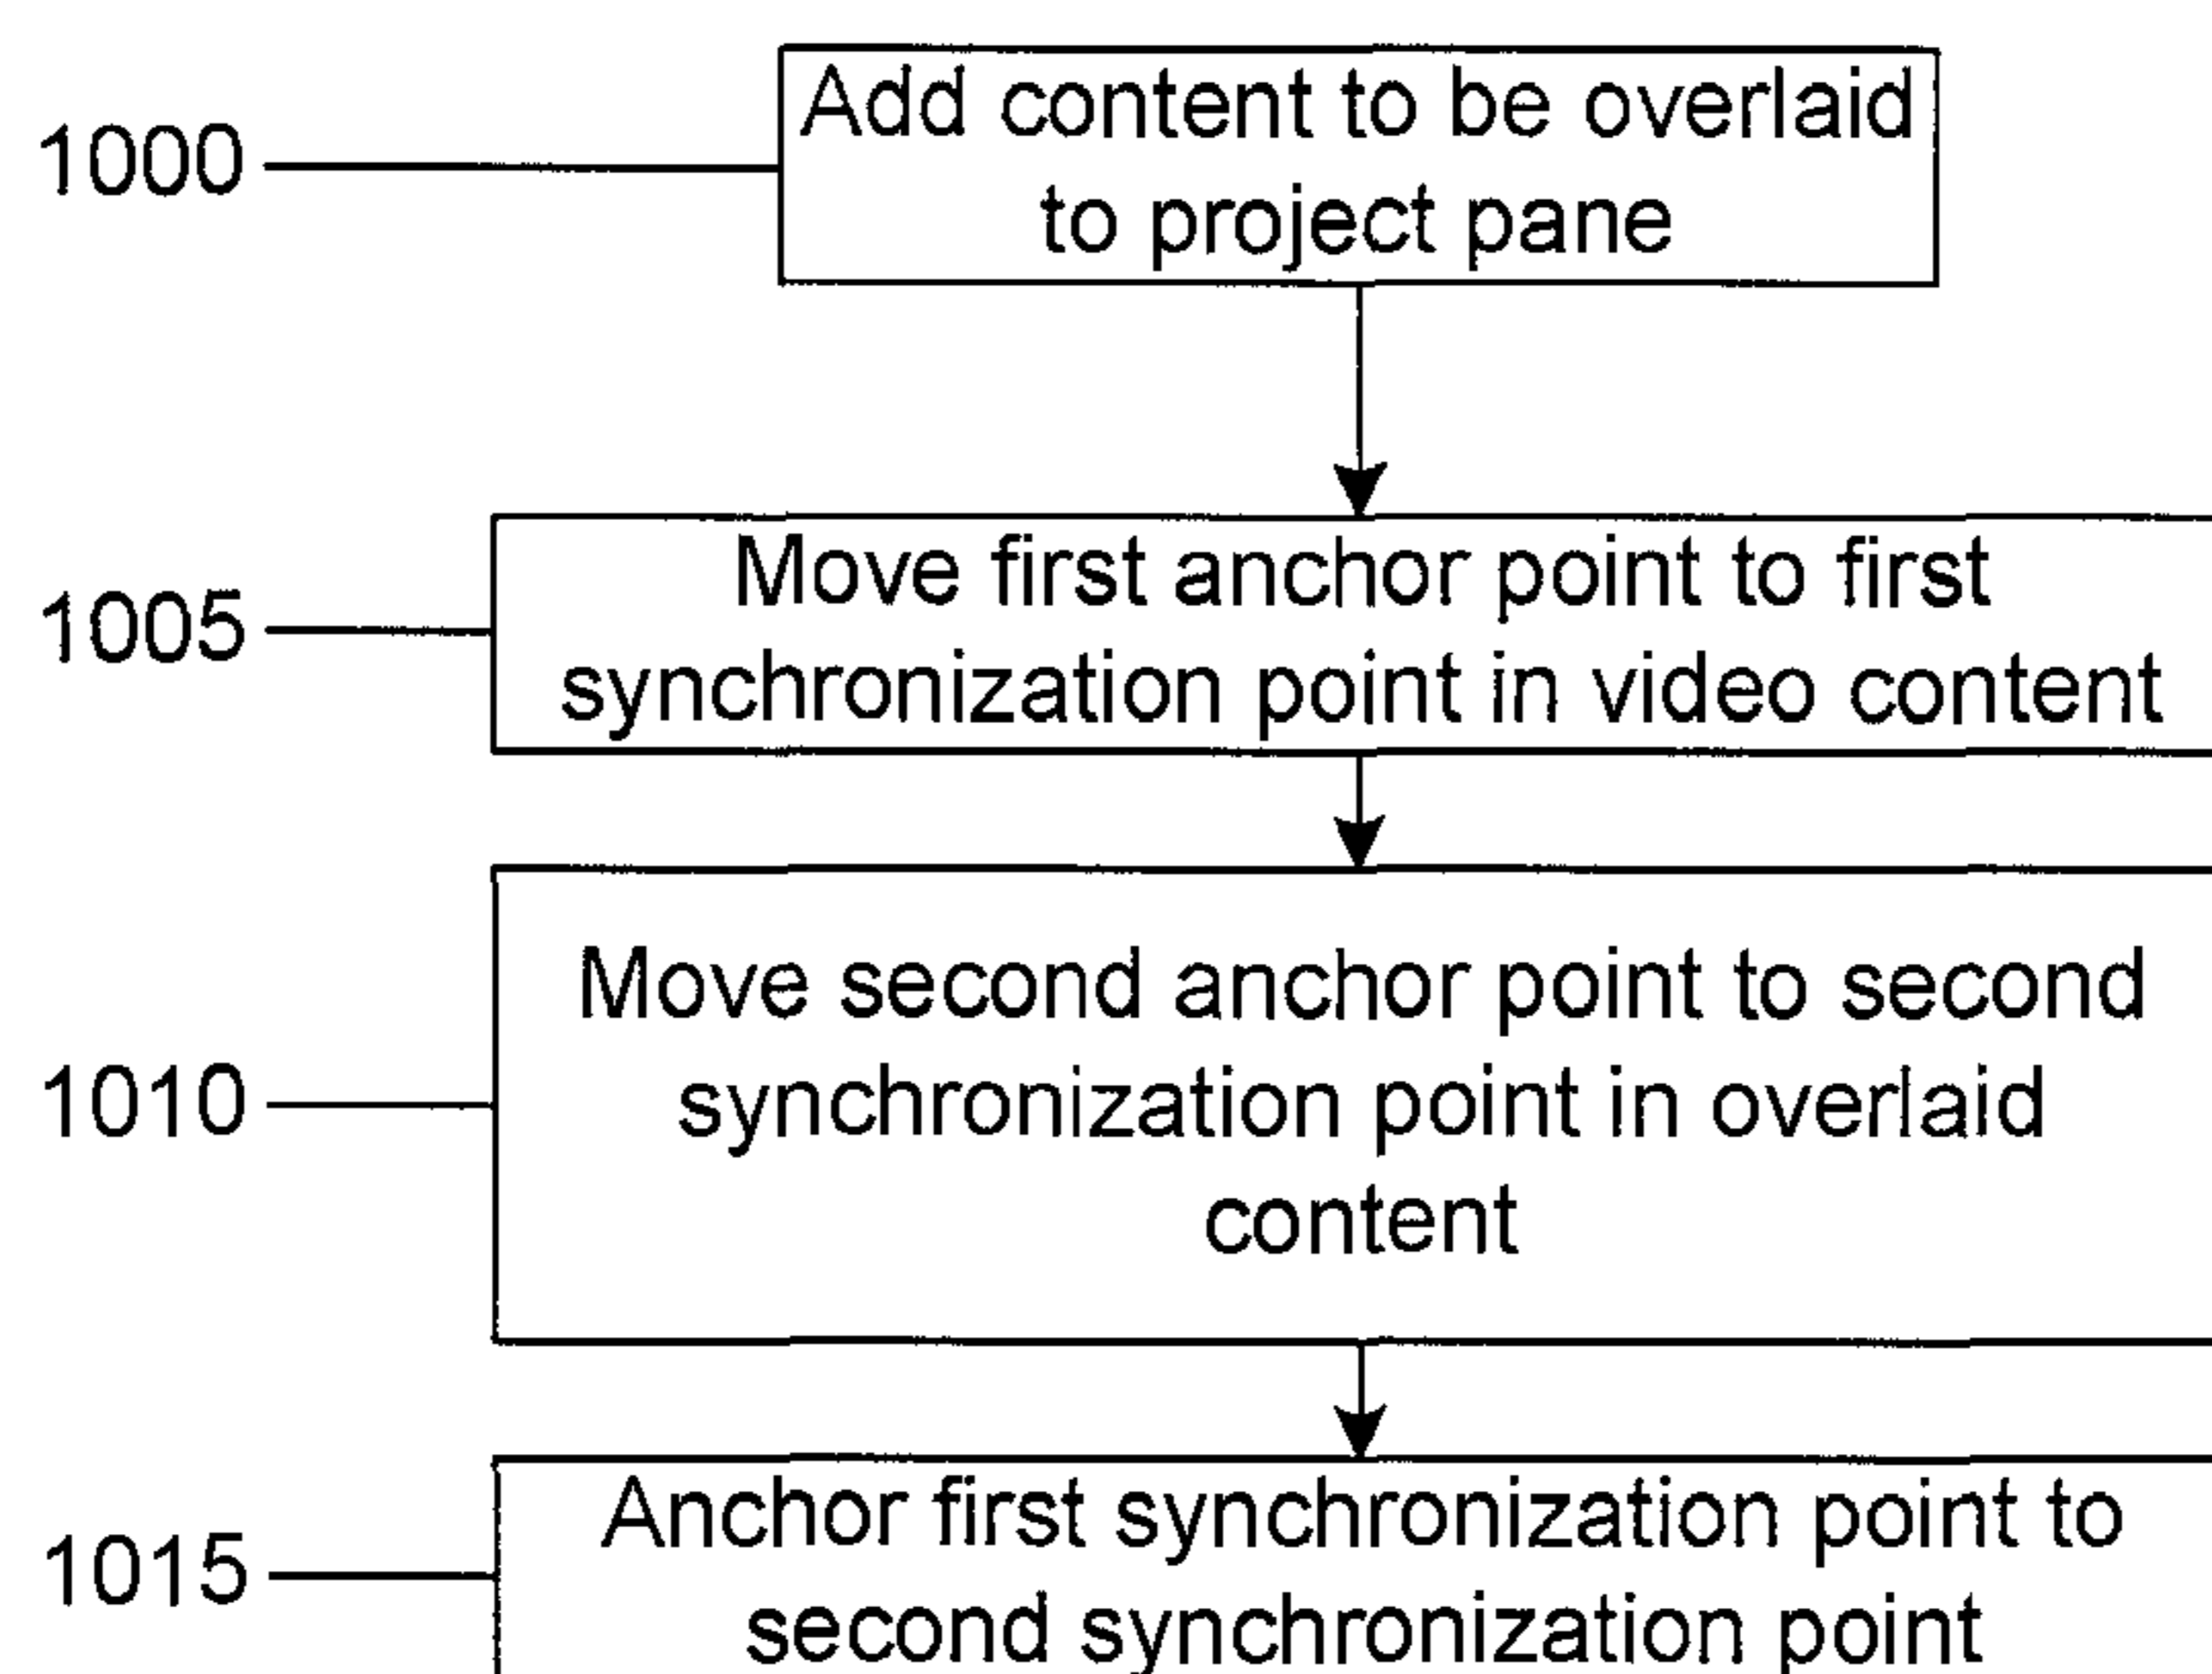 1000
Add content to be overlaid
to project pane
1005
Move first anchor point to first
synchronization point in video content
1010
Move second anchor point to second
synchronization point in overlaid
content
1015
Anchor first synchronization point to
second synchronization point